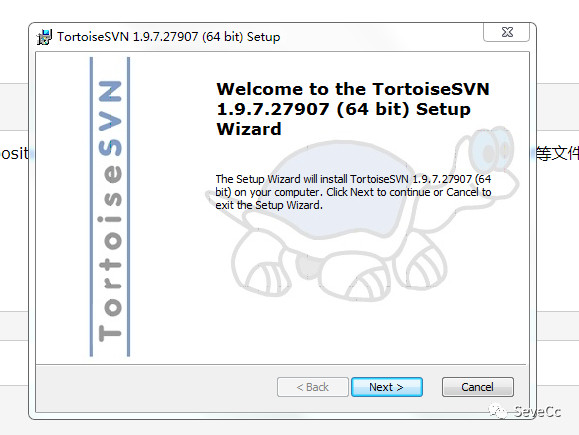 TortoiseSVN 1.9.7.27907 (64 bit) Setup
TortoiseSVN
Welcome to the TortoiseSVN
1.9.7.27907 (64 bit) Setup
Wizard
The Setup Wizard will install TortoiseSVN 1.9.7.27907 (64
bit) on your computer. Click Next to continue or Cancel to
exit the Setup Wizard.
posit
等文件
< Back
Next >
Cancel
SeveCc